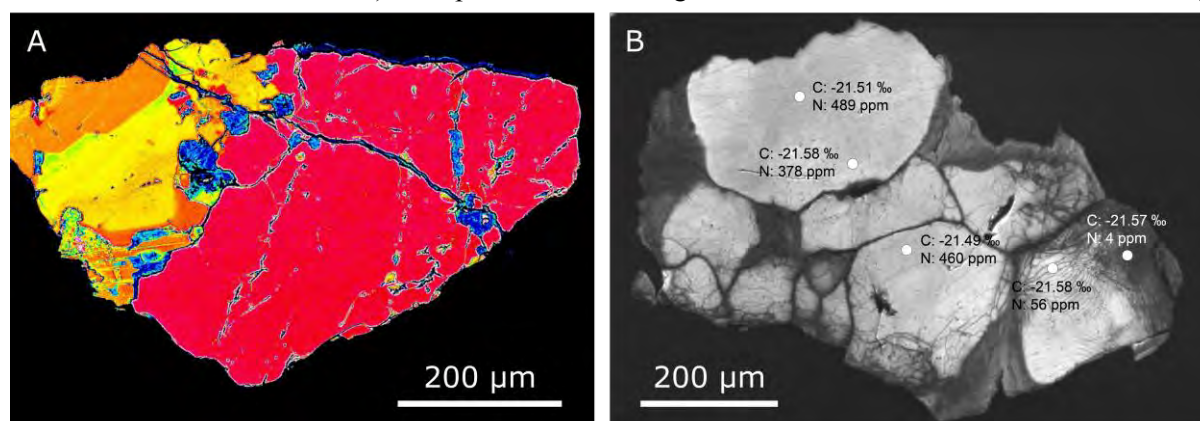 A
200 µm
B
C: -21.51 ‰
N: 489 ppm
C: -21.58 ‰
N: 378 ppm
C: -21.49 ‰
N: 460 ppm
C: -21.57 ‰
N: 4 ppm
C: -21.58 ‰
N: 56 ppm
200 µm